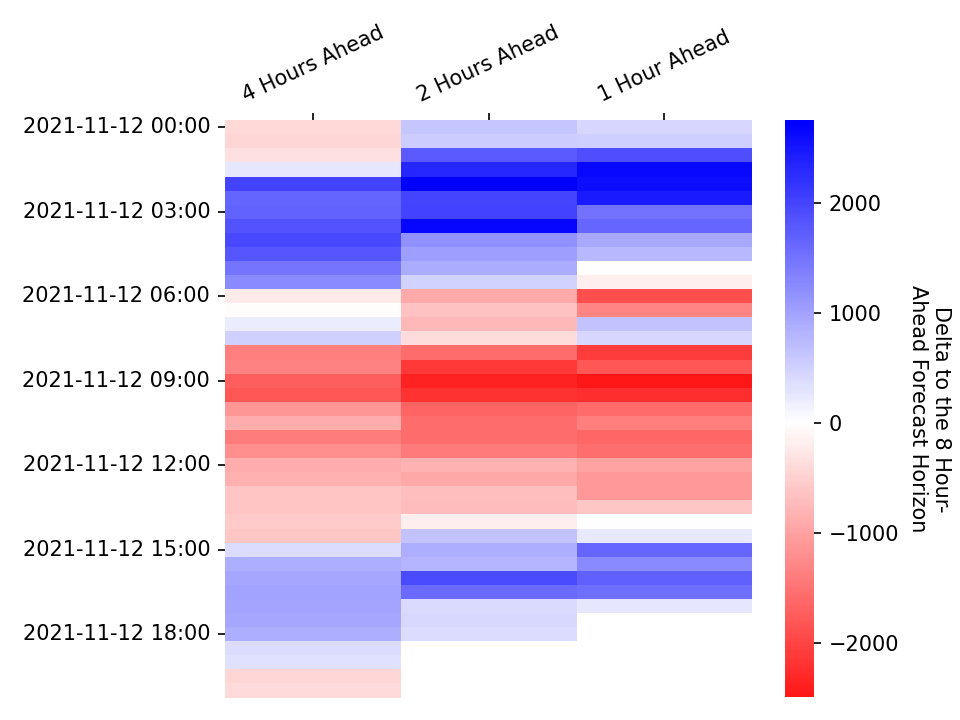 4 Hours Ahead
2 Hours Ahead
1 Hour Ahead
2021-11-12 00:00
2021-11-12 03:00
2021-11-12 06:00
2021-11-12 09:00
2021-11-12 12:00
2021-11-12 15:00
2021-11-12 18:00
2000
1000
0
−1000
−2000
Delta to the 8 Hour-
Ahead Forecast Horizon